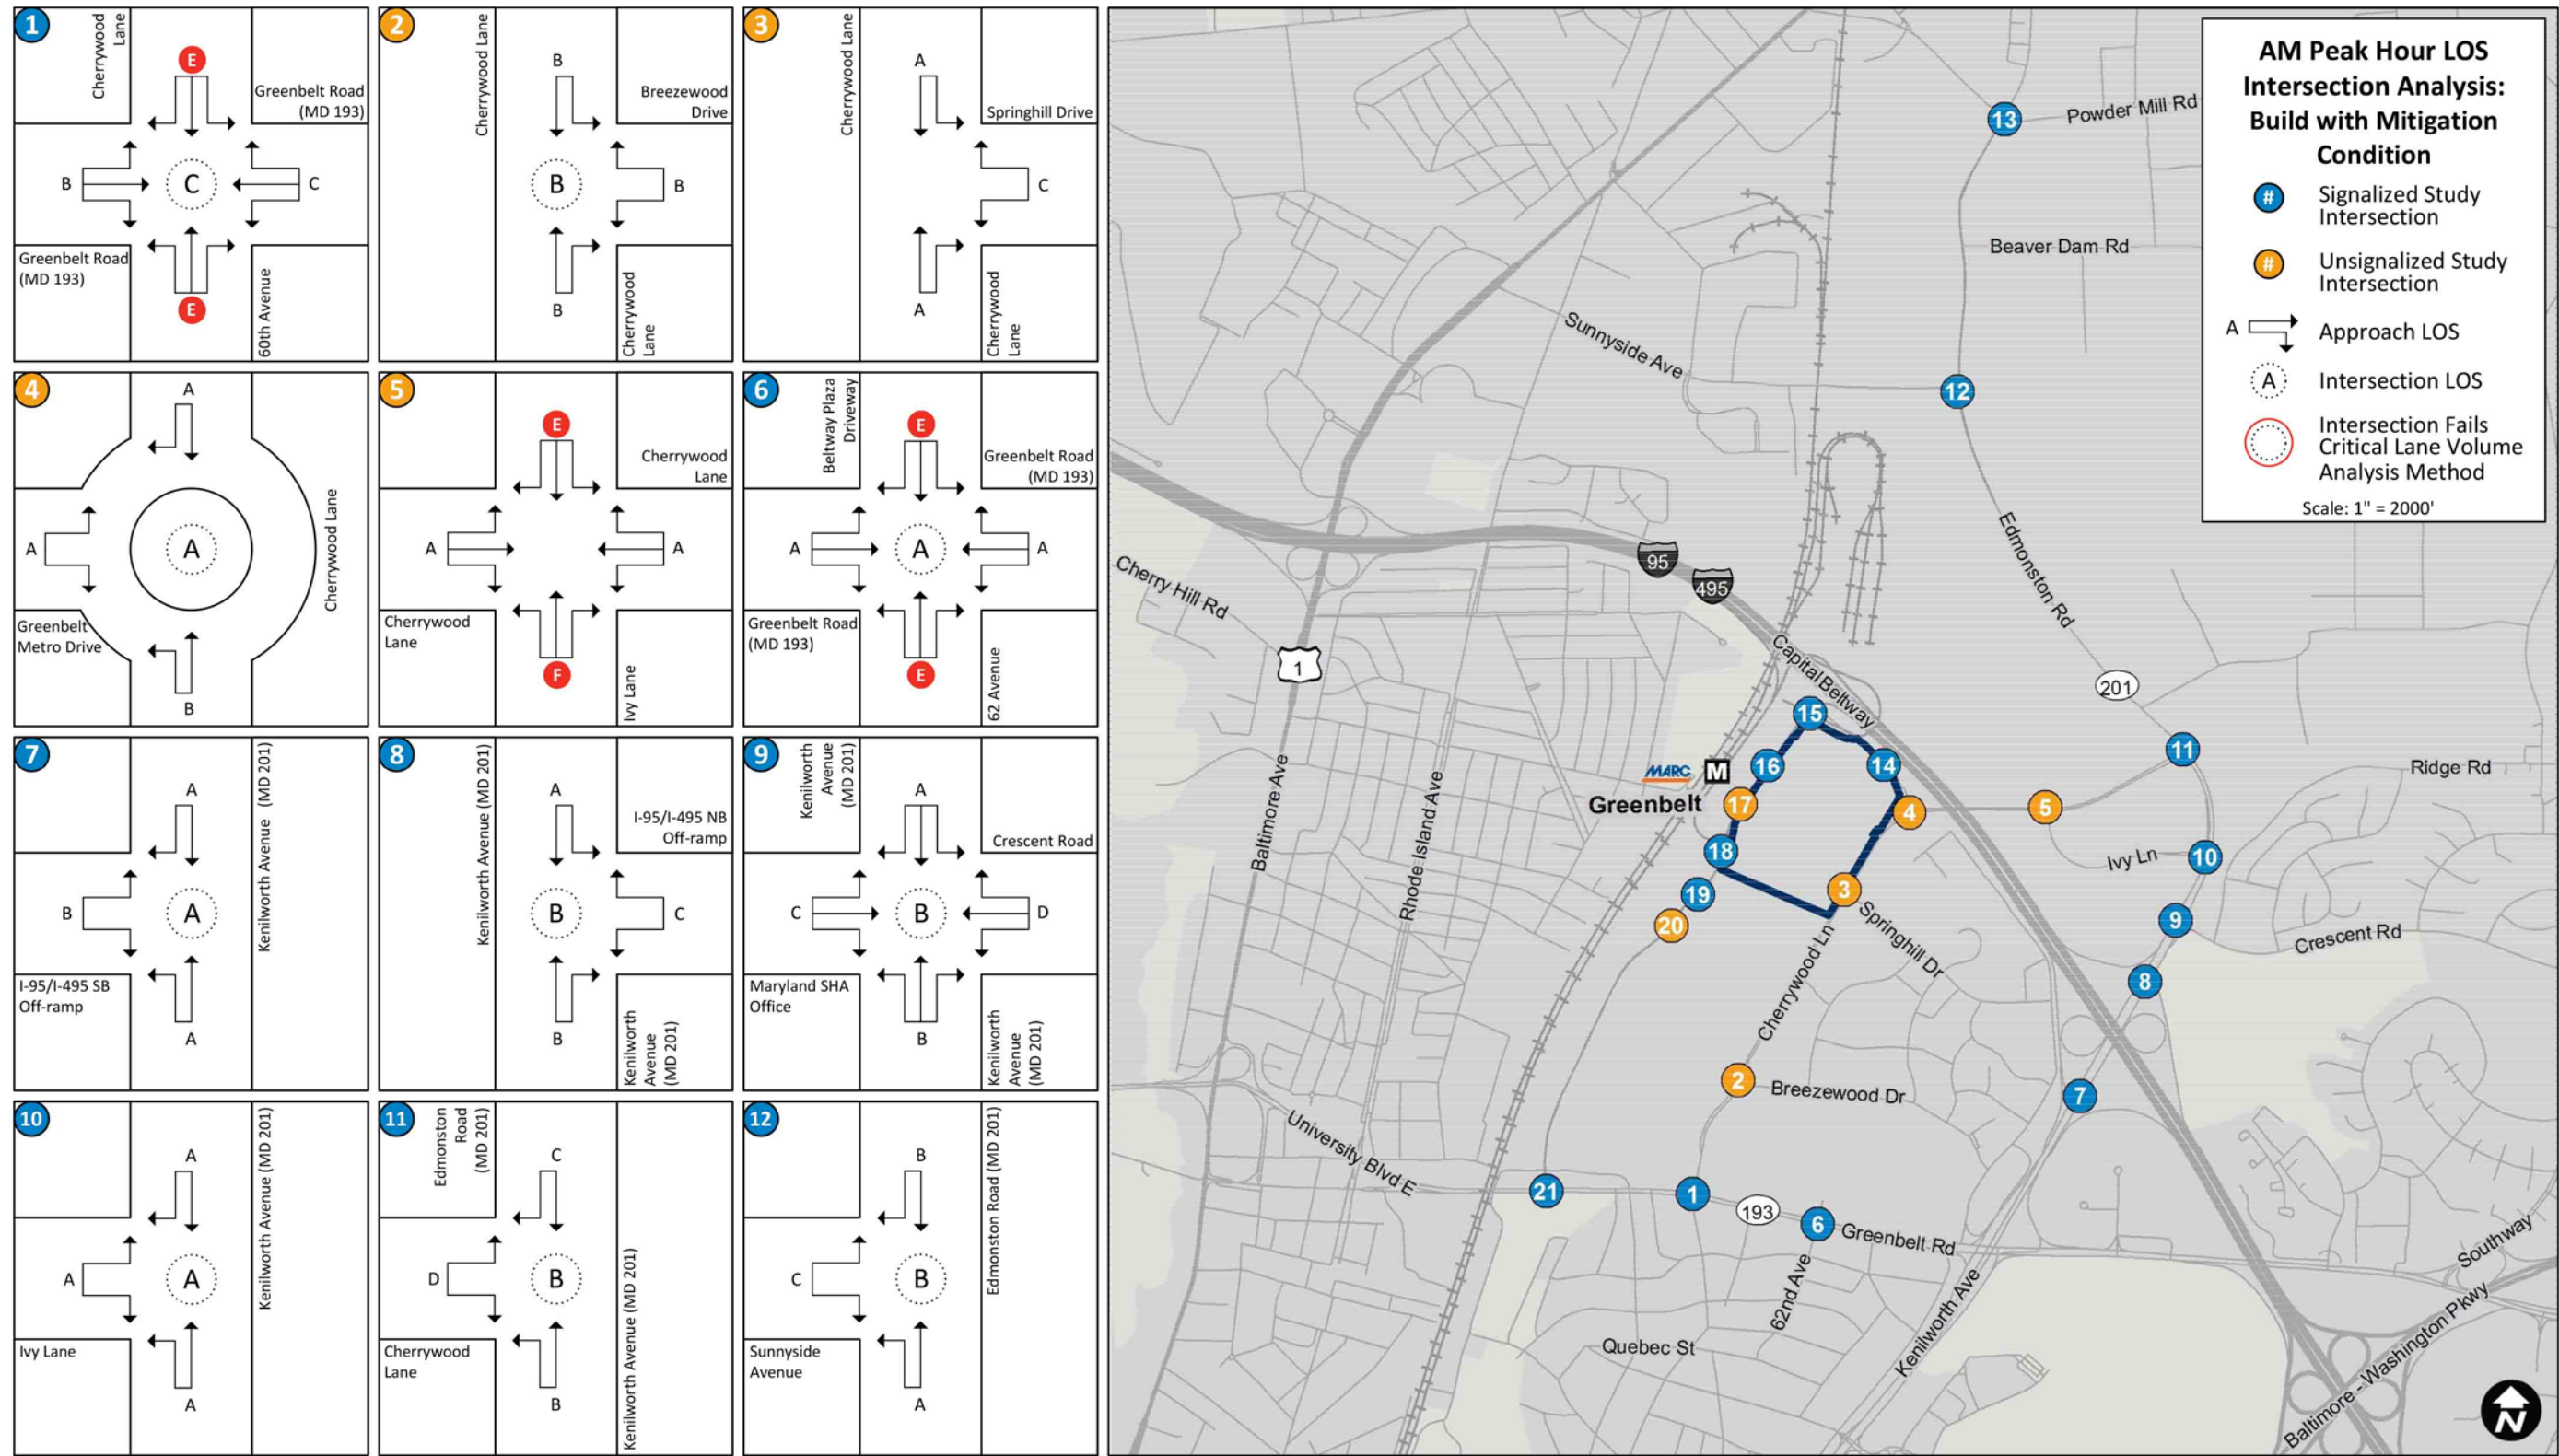 1
Cherrywood
Lane
E
Greenbelt Road
(MD 193)
B
C
C
Greenbelt Road
(MD 193)
E
60th Avenue
2
Cherrywood Lane
B
Breezewood
Drive
B
B
B
Cherrywood
Lane
3
Cherrywood Lane
A
Springhill Drive
C
A
Cherrywood
Lane
4
A
A
A
Cherrywood Lane
Greenbelt
Metro Drive
B
5
E
Cherrywood
Lane
A
A
Cherrywood
Lane
F
Ivy Lane
6
Beltway Plaza
Driveway
E
Greenbelt Road
(MD 193)
A
A
A
Greenbelt Road
(MD 193)
E
62 Avenue
7
A
Kenilworth Avenue (MD 201)
B
A
I-95/I-495 SB
Off-ramp
A
8
Kenilworth Avenue (MD 201)
A
I-95/I-495 NB
Off-ramp
B
C
B
Kenilworth
Avenue
(MD 201)
9
Kenilworth
Avenue
(MD 201)
A
Crescent Road
C
B
D
Maryland SHA
Office
B
Kenilworth
Avenue
(MD 201)
10
A
Kenilworth Avenue (MD 201)
A
A
Ivy Lane
A
11
Edmonston
Road
(MD 201)
C
D
B
Cherrywood
Lane
B
Kenilworth Avenue (MD 201)
12
B
Edmonston Road (MD 201)
C
B
Sunnyside
Avenue
A
AM Peak Hour LOS
Intersection Analysis:
Build with Mitigation
Condition
# Signalized Study
Intersection
# Unsignalized Study
Intersection
A Approach LOS
A Intersection LOS
Intersection Fails
Critical Lane Volume
Analysis Method
Scale: 1" = 2000'
13
Powder Mill Rd
Beaver Dam Rd
Sunnyside Ave
12
Edmonston Rd
95
495
Cherry Hill Rd
1
Capital Beltway
201
15
11
16
14
Ridge Rd
MARC
M
Greenbelt
17
4
5
Baltimore Ave
Rhode Island Ave
18
Ivy Ln
10
19
3
20
Springhill Dr
9
Crescent Rd
Cherrywood Ln
8
2
Breezewood Dr
7
University Blvd E
21
1
193
6
Greenbelt Rd
62nd Ave
Kenilworth Ave
Quebec St
Southway
Baltimore - Washington Pkwy
N